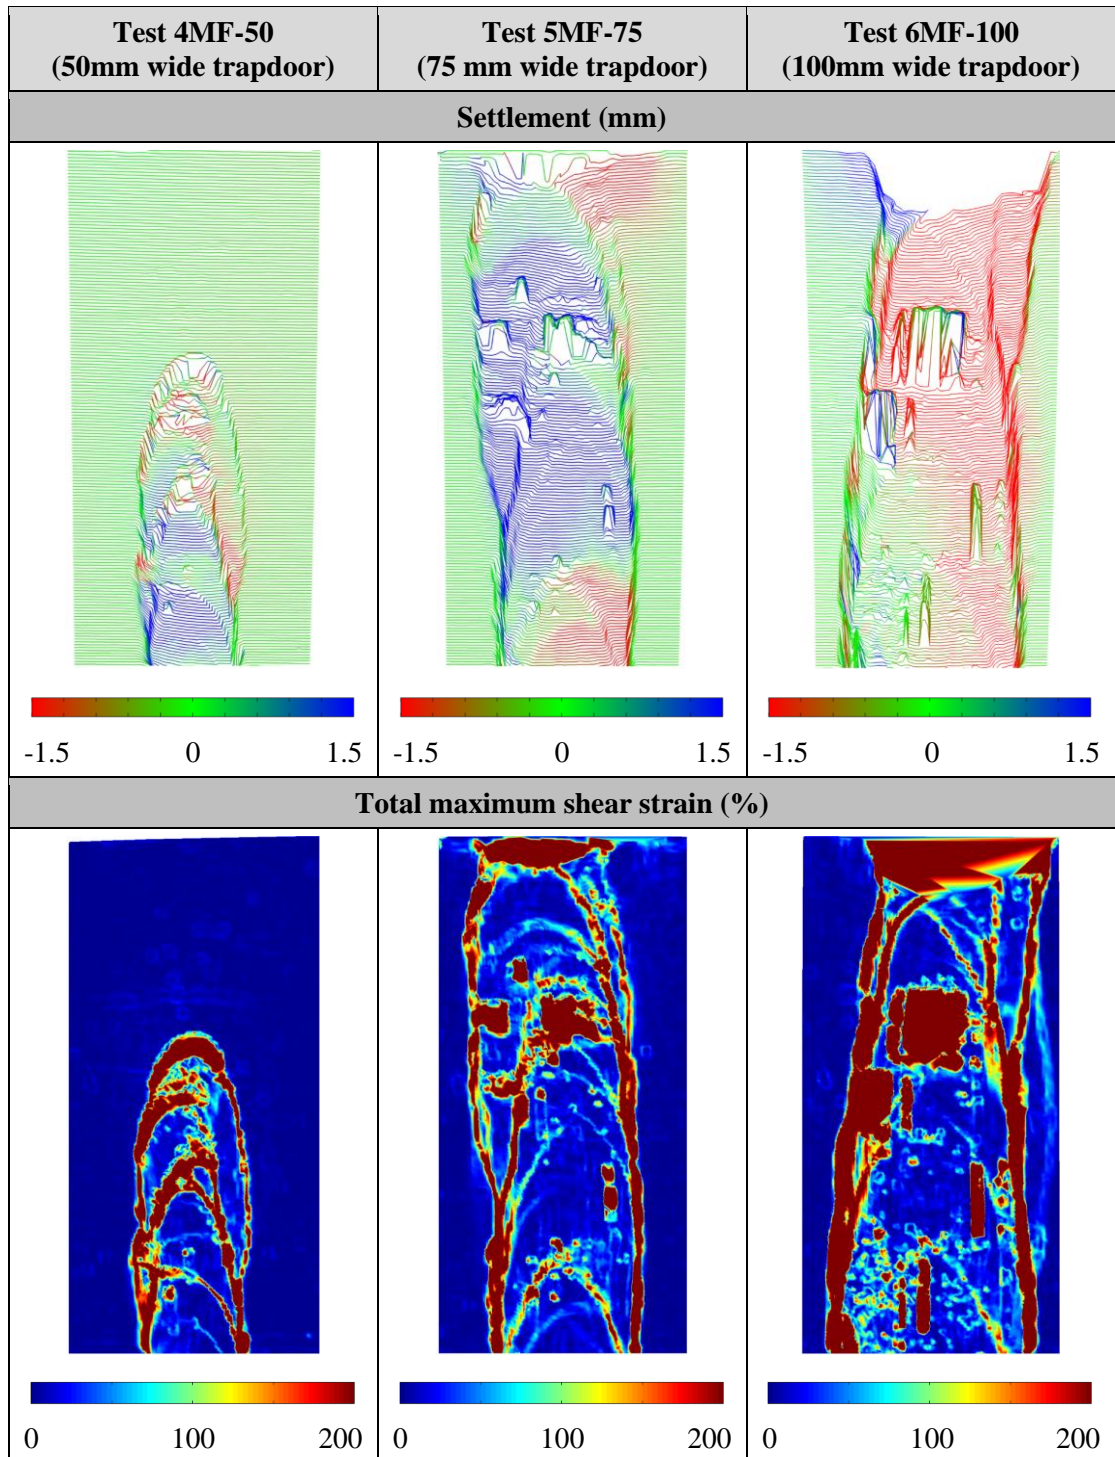 Test 4MF-50
(50mm wide trapdoor)
Test 5MF-75
(75 mm wide trapdoor)
Test 6MF-100
(100mm wide trapdoor)
Settlement (mm)
-1.5 0 1.5
-1.5 0 1.5
-1.5 0 1.5
Total maximum shear strain (%)
0 100 200
0 100 200
0 100 200